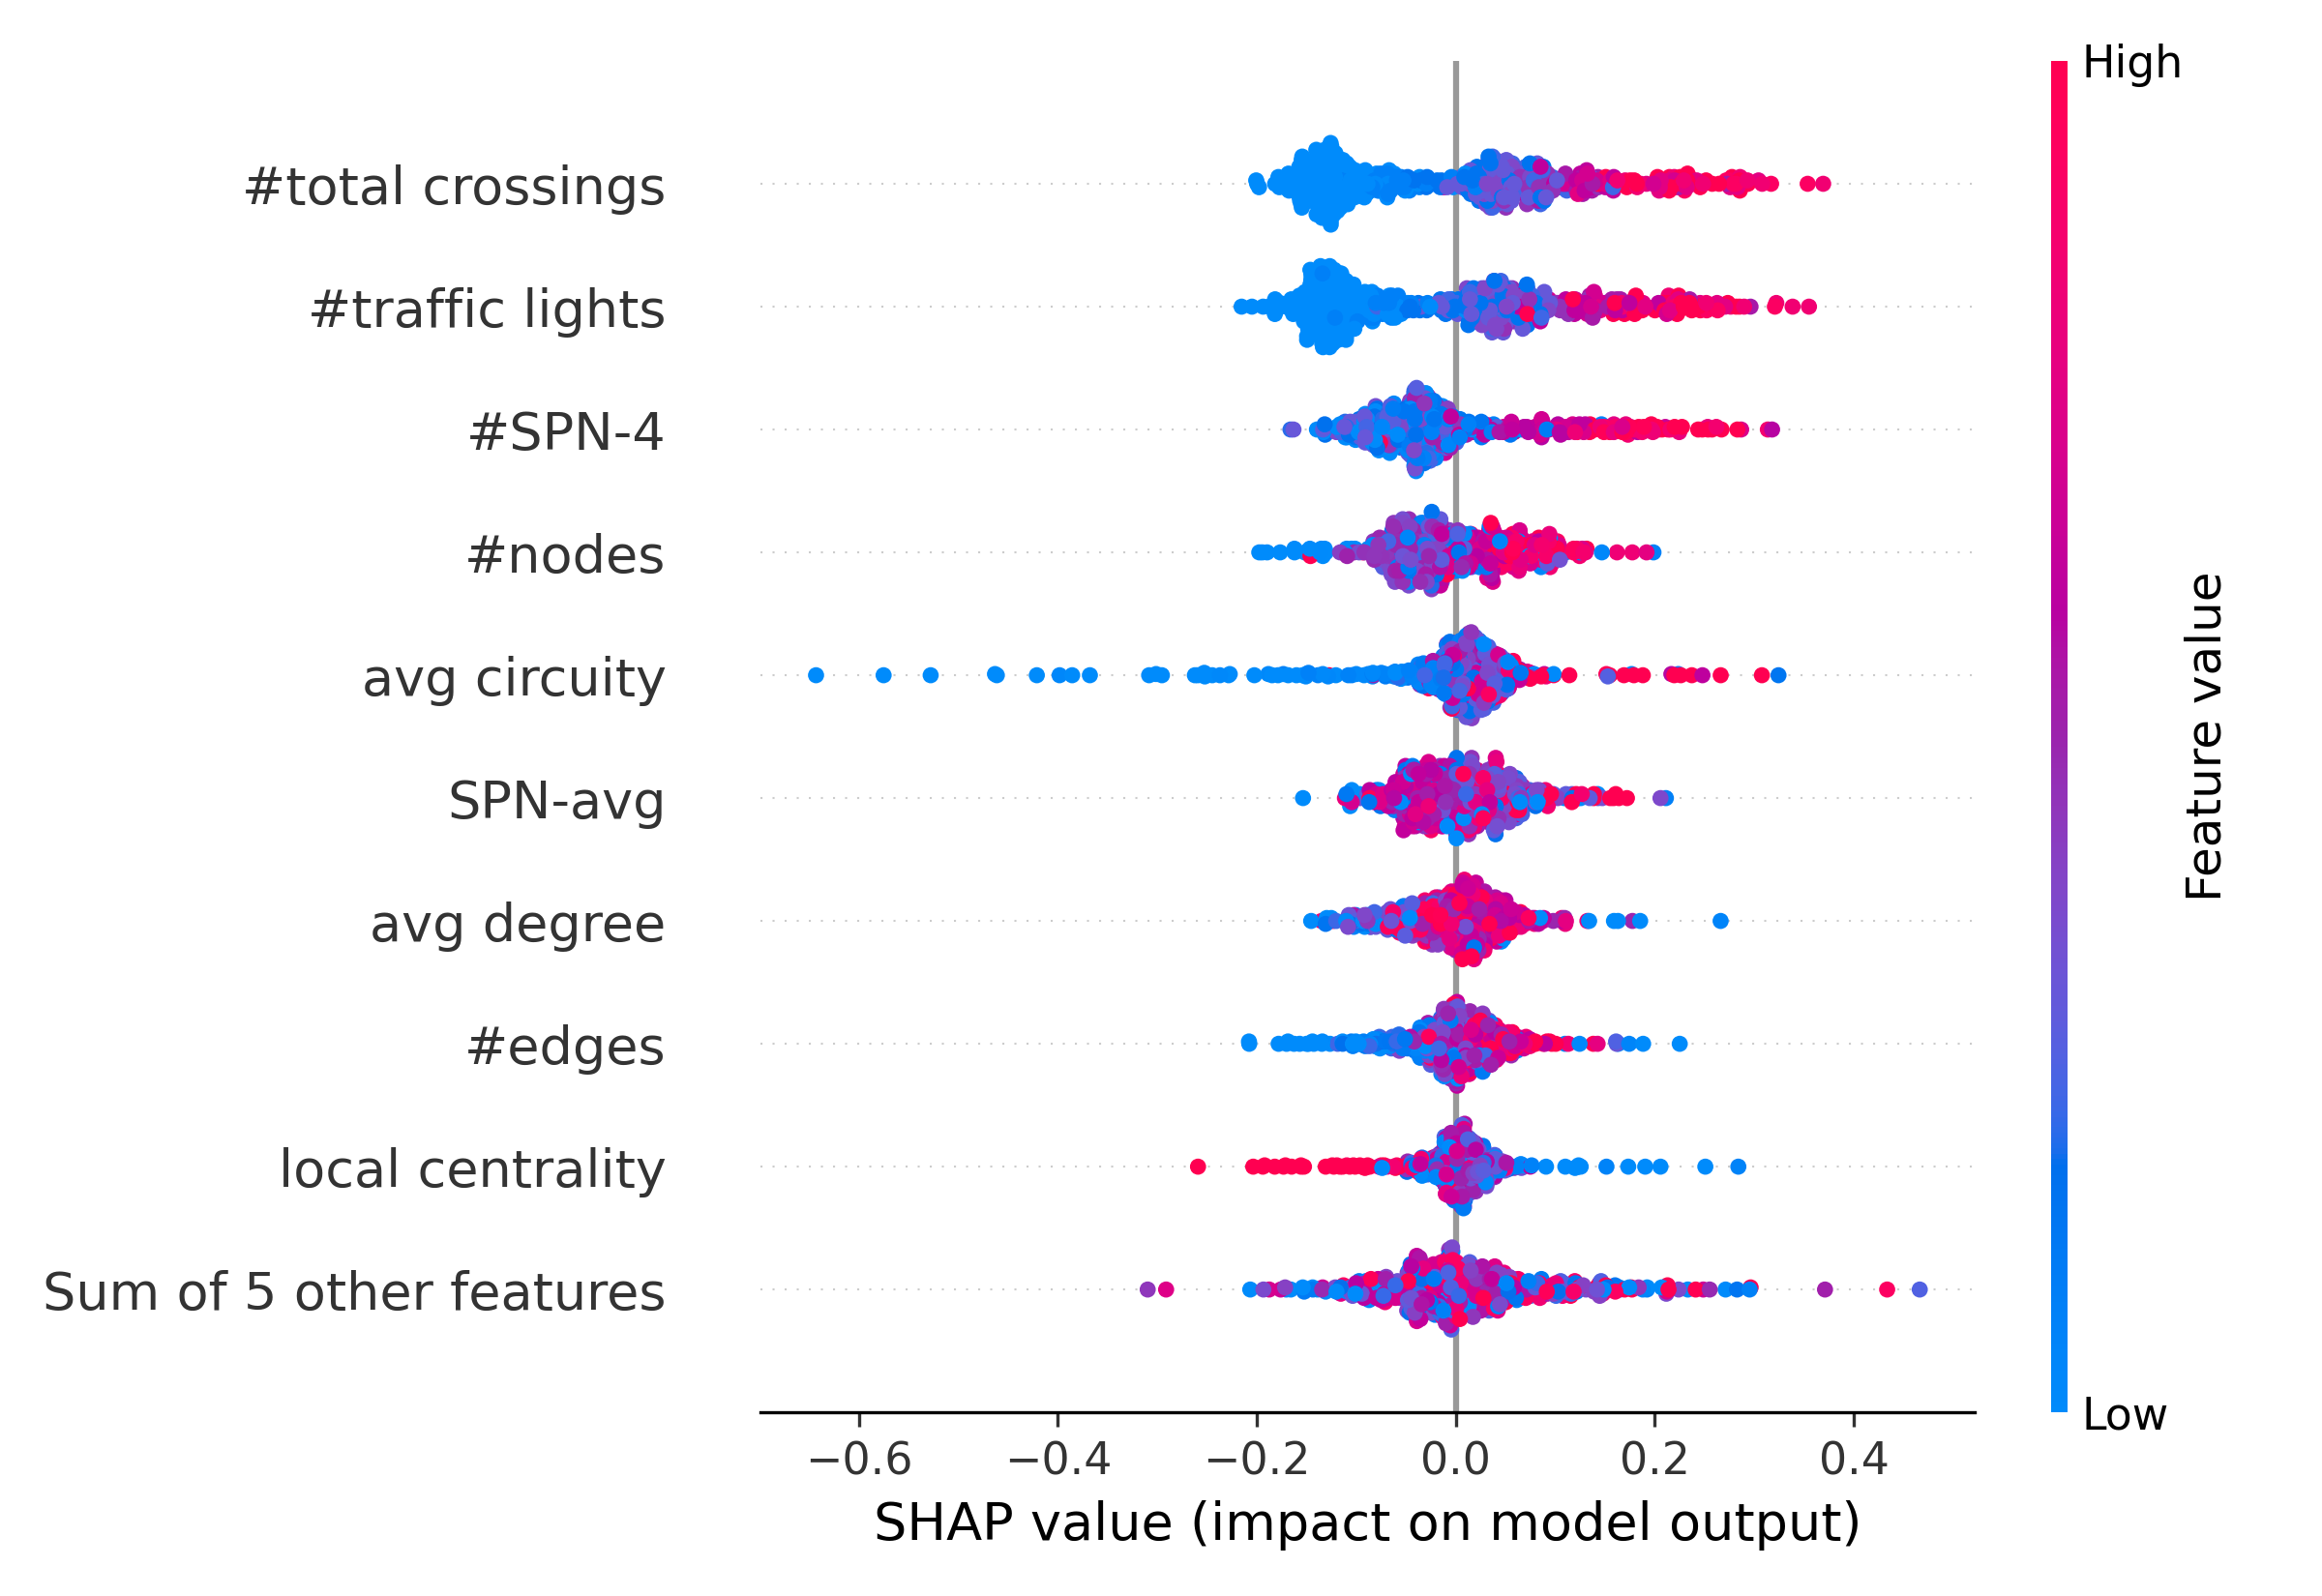 High
#total crossings
#traffic lights
#SPN-4
#nodes
avg circuity
SPN-avg
avg degree
#edges
local centrality
Sum of 5 other features
Feature value
Low
−0.6 −0.4 −0.2 0.0 0.2 0.4
SHAP value (impact on model output)